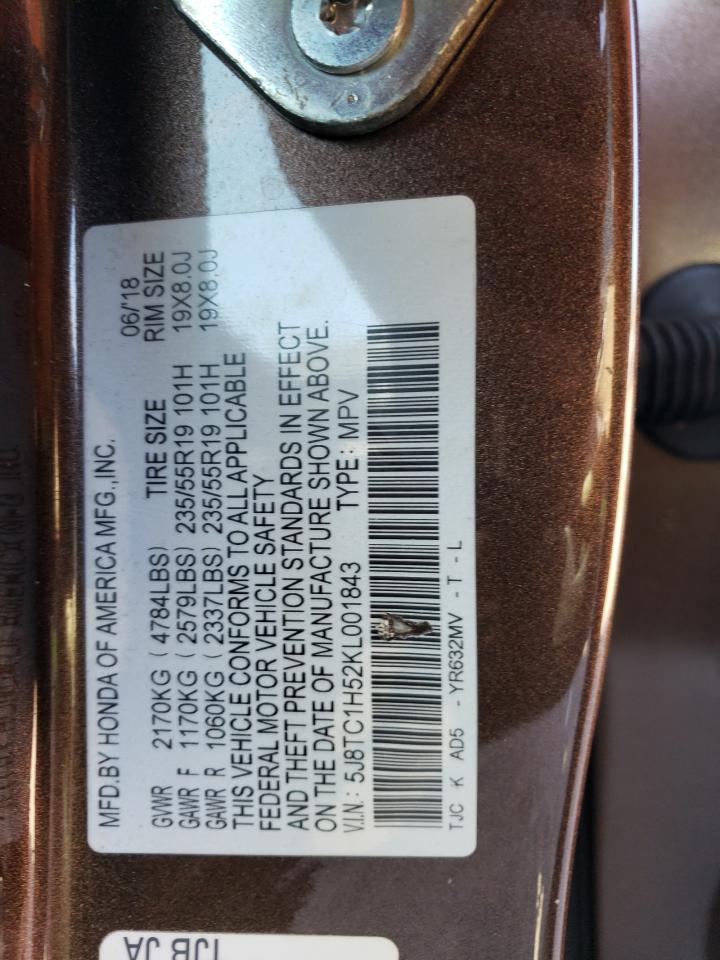 MFD.BY HONDA OF AMERICA MFG.,INC. 06/'18
TIRE SIZE RIM SIZE
GVWR 2170KG ( 4784LBS)
GAWR F 1170KG ( 2579LBS) 235/55R19 101H 19X8.0J
GAWR R 1060KG ( 2337LBS) 235/55R19 101H 19X8.0J
THIS VEHICLE CONFORMS TO ALL APPLICABLE
FEDERAL MOTOR VEHICLE SAFETY
AND THEFT PREVENTION STANDARDS IN EFFECT
ON THE DATE OF MANUFACTURE SHOWN ABOVE.
V.I.N.: 5J8TC1H52KL001843 TYPE: MPV
TJC K AD5 - YR632MV - T - L